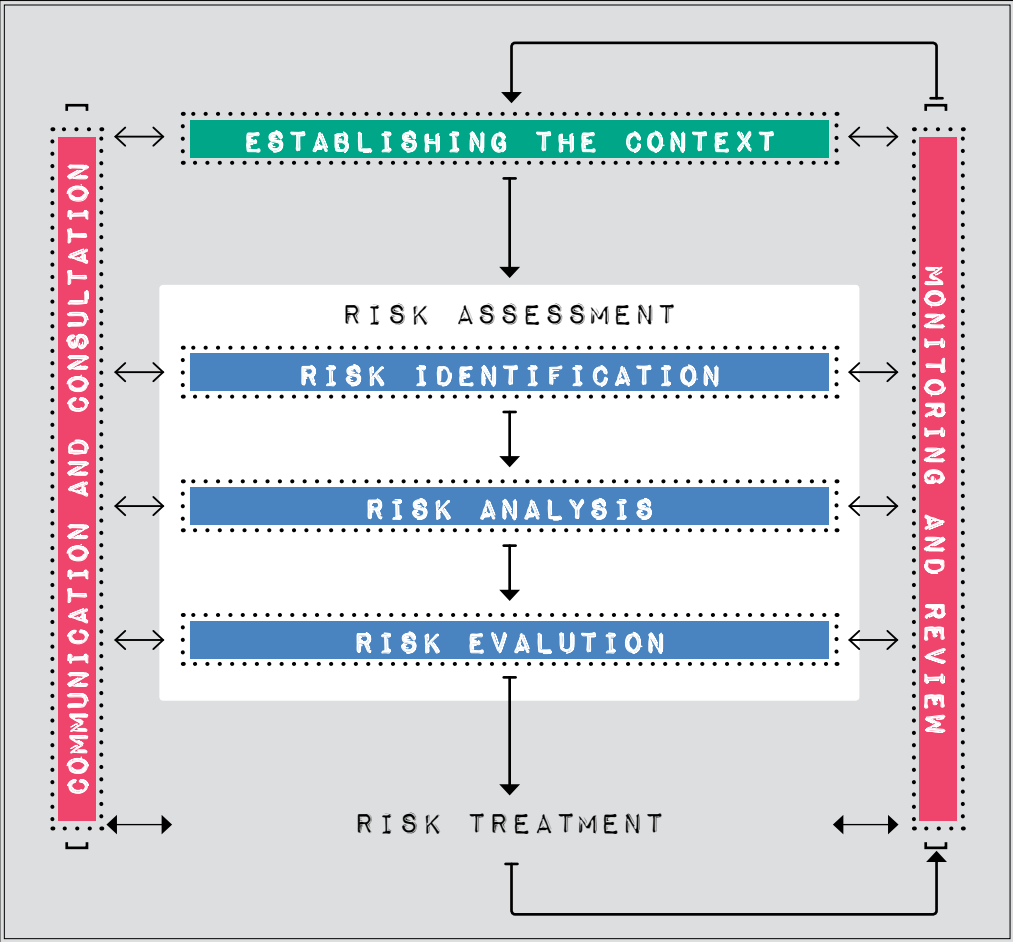 ESTABLISHING THE CONTEXT
COMMUNICATION AND CONSULTATION
MONITORING AND REVIEW
RISK ASSESSMENT
RISK IDENTIFICATION
RISK ANALYSIS
RISK EVALUTION
RISK TREATMENT